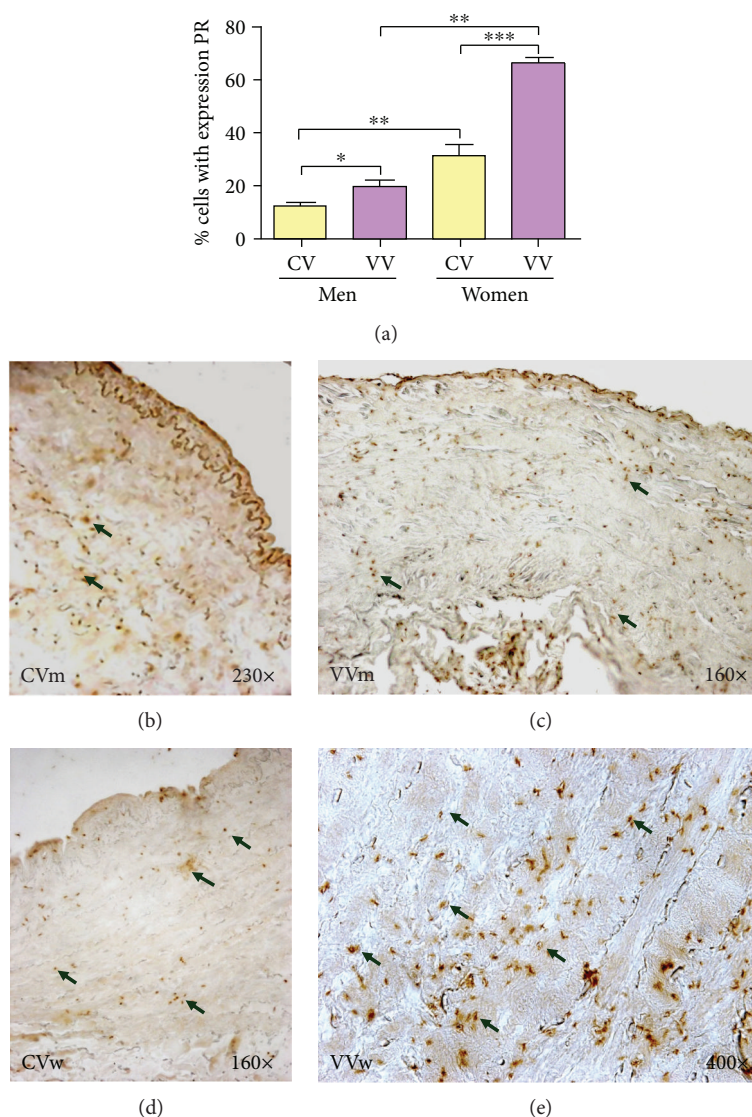 % cells with expression PR
80
60
40
20
0
**
***
**
*
CV VV CV VV
Men Women
(a)
CVm 230×
VVm 160×
(b) (c)
CVw 160×
VVw 400×
(d) (e)